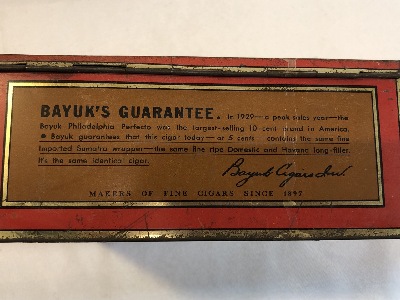 BAYUK'S GUARANTEE. In 1929—a peak sales year—the
Bayuk Philadelphia Perfecto was the largest-selling 10 cent brand in America.
● Bayuk guarantees that this cigar today—at 5 cents—contains the same fine
Imported Sumatra wrapper—the same fine ripe Domestic and Havana long-filler.
It's the same identical cigar.
Bayuk Cigars Inc.
MAKERS OF FINE CIGARS SINCE 1897